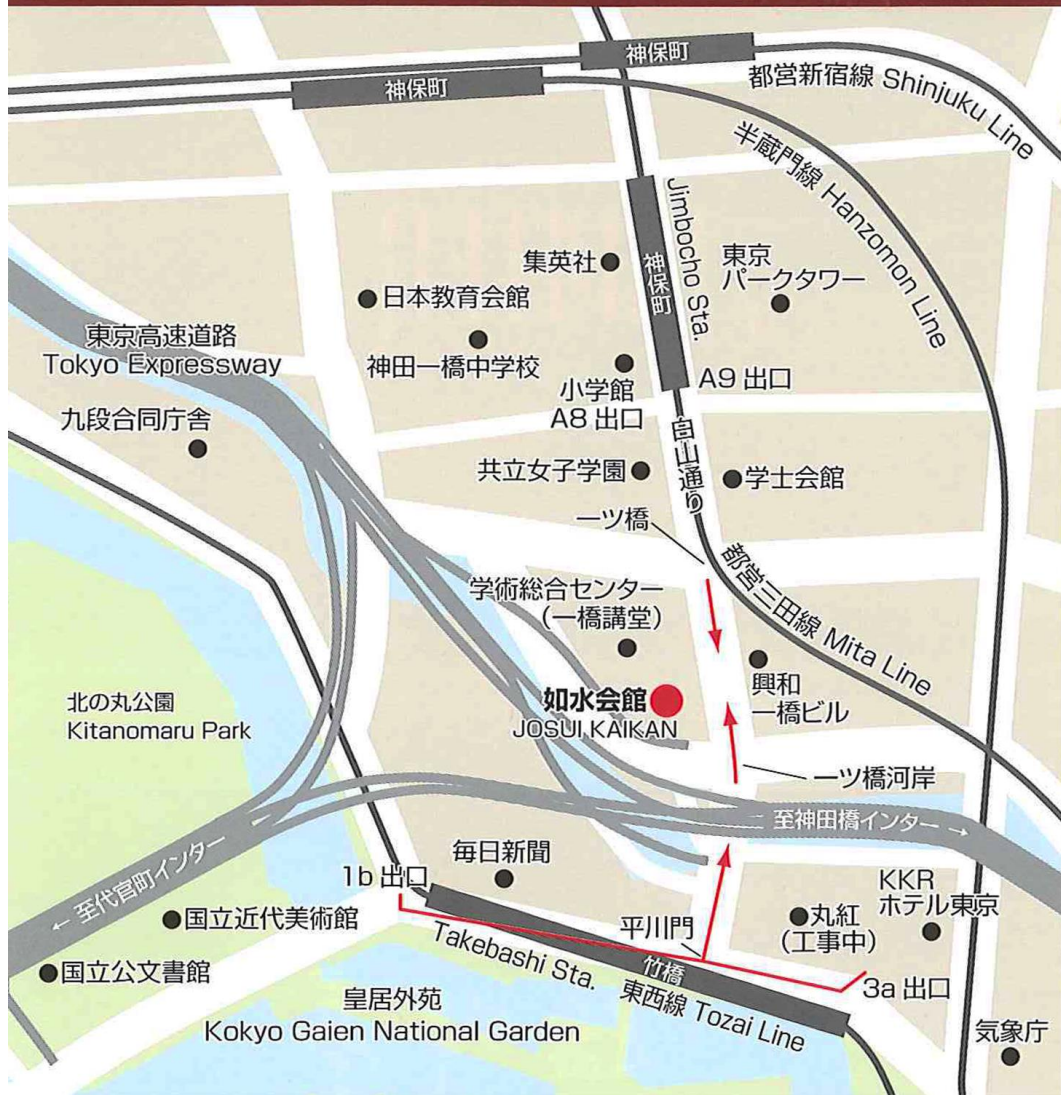 神保町
神保町
都営新宿線 Shinjuku Line
半蔵門線 Hanzomon Line
神保町
Jimbocho Sta.
集英社
東京
パークタワー
日本教育会館
東京高速道路
Tokyo Expressway
神田一橋中学校
小学館
A8 出口
A9 出口
九段合同庁舎
白山通り
共立女子学園
学士会館
一ツ橋
都営三田線 Mita Line
学術総合センター
(一橋講堂)
興和
一橋ビル
如水会館
JOSUI KAIKAN
北の丸公園
Kitanomaru Park
一ツ橋河岸
至神田橋インター →
← 至代官町インター
毎日新聞
1b 出口
KKR
ホテル東京
丸紅
(工事中)
国立近代美術館
平川門
竹橋
Takebashi Sta.
東西線 Tozai Line
3a 出口
国立公文書館
皇居外苑
Kokyo Gaien National Garden
気象庁